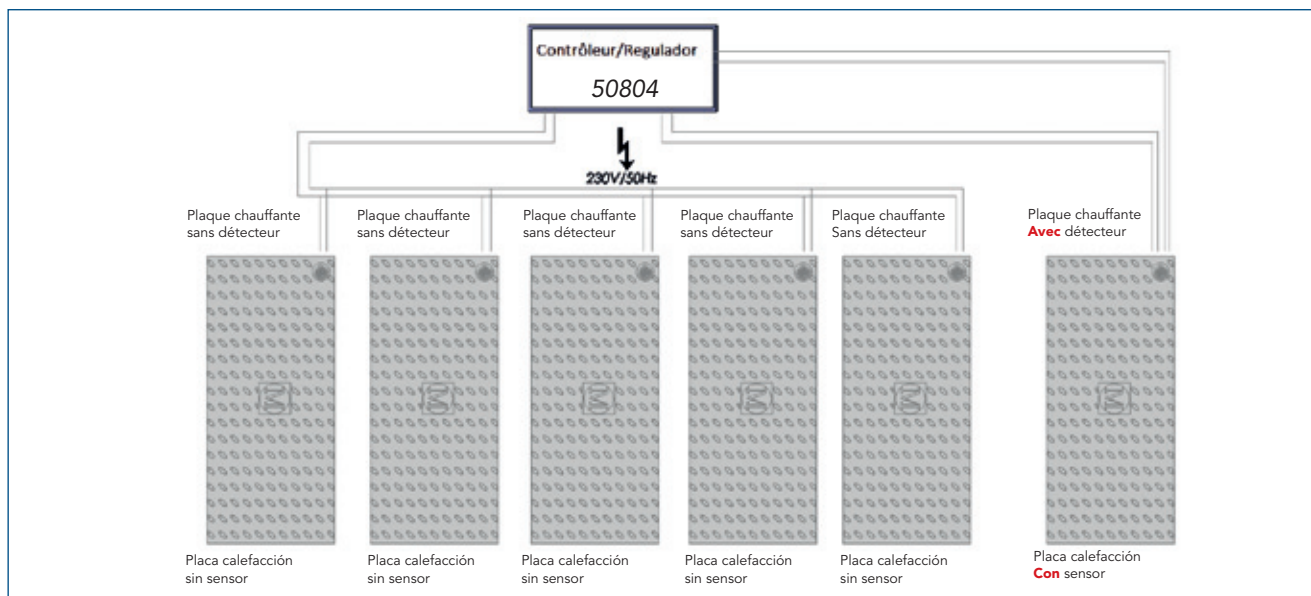 Contrôleur/Regulador
50804
230V/50Hz
Plaque chauffante
sans détecteur
Plaque chauffante
sans détecteur
Plaque chauffante
sans détecteur
Plaque chauffante
sans détecteur
Plaque chauffante
Sans détecteur
Plaque chauffante
Avec détecteur
Placa calefacción
sin sensor
Placa calefacción
sin sensor
Placa calefacción
sin sensor
Placa calefacción
sin sensor
Placa calefacción
sin sensor
Placa calefacción
Con sensor